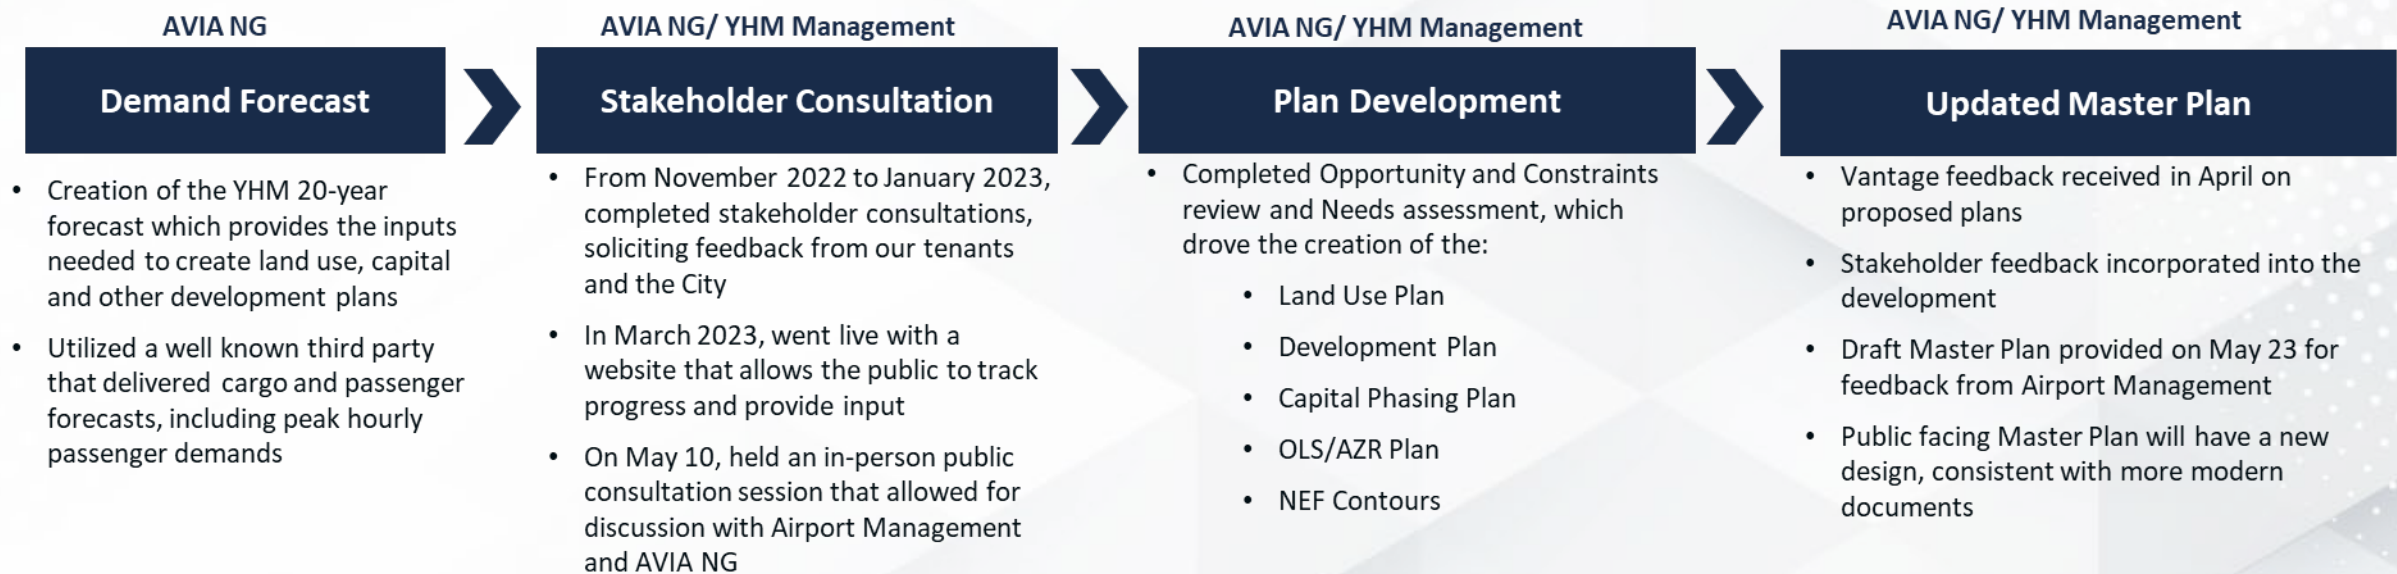 AVIA NG
Demand Forecast
• Creation of the YHM 20-year
forecast which provides the inputs
needed to create land use, capital
and other development plans
• Utilized a well known third party
that delivered cargo and passenger
forecasts, including peak hourly
passenger demands
AVIA NG/ YHM Management
Stakeholder Consultation
• From November 2022 to January 2023,
completed stakeholder consultations,
soliciting feedback from our tenants
and the City
• In March 2023, went live with a
website that allows the public to track
progress and provide input
• On May 10, held an in-person public
consultation session that allowed for
discussion with Airport Management
and AVIA NG
AVIA NG/ YHM Management
Plan Development
• Completed Opportunity and Constraints
review and Needs assessment, which
drove the creation of the:
• Land Use Plan
• Development Plan
• Capital Phasing Plan
• OLS/AZR Plan
• NEF Contours
AVIA NG/ YHM Management
Updated Master Plan
• Vantage feedback received in April on
proposed plans
• Stakeholder feedback incorporated into the
development
• Draft Master Plan provided on May 23 for
feedback from Airport Management
• Public facing Master Plan will have a new
design, consistent with more modern
documents